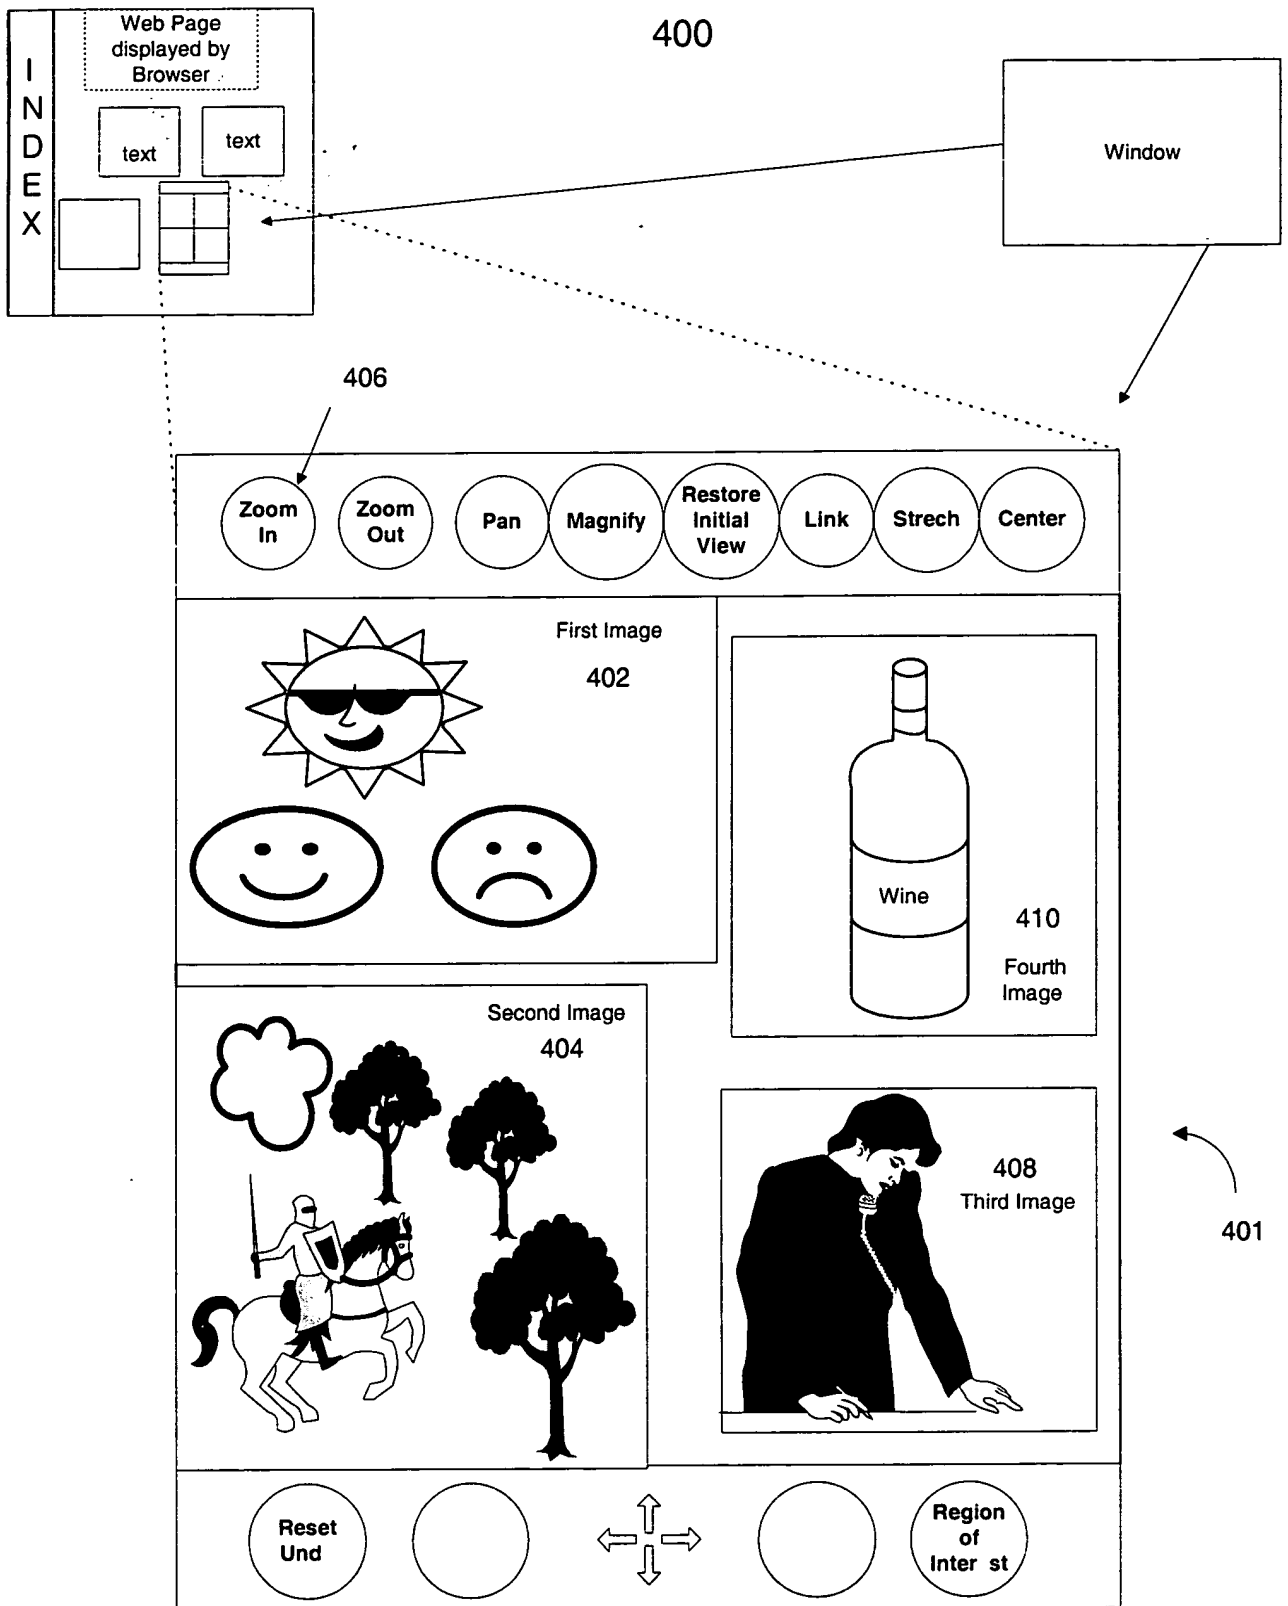 400
Web Page
displayed by
Browser
INDEX
text
text
Window
406
Zoom
In
Zoom
Out
Pan
Magnify
Restore
Initial
View
Link
Strech
Center
First Image
402
Wine
410
Fourth
Image
Second Image
404
408
Third Image
401
Reset
Und
Region
of
Inter st